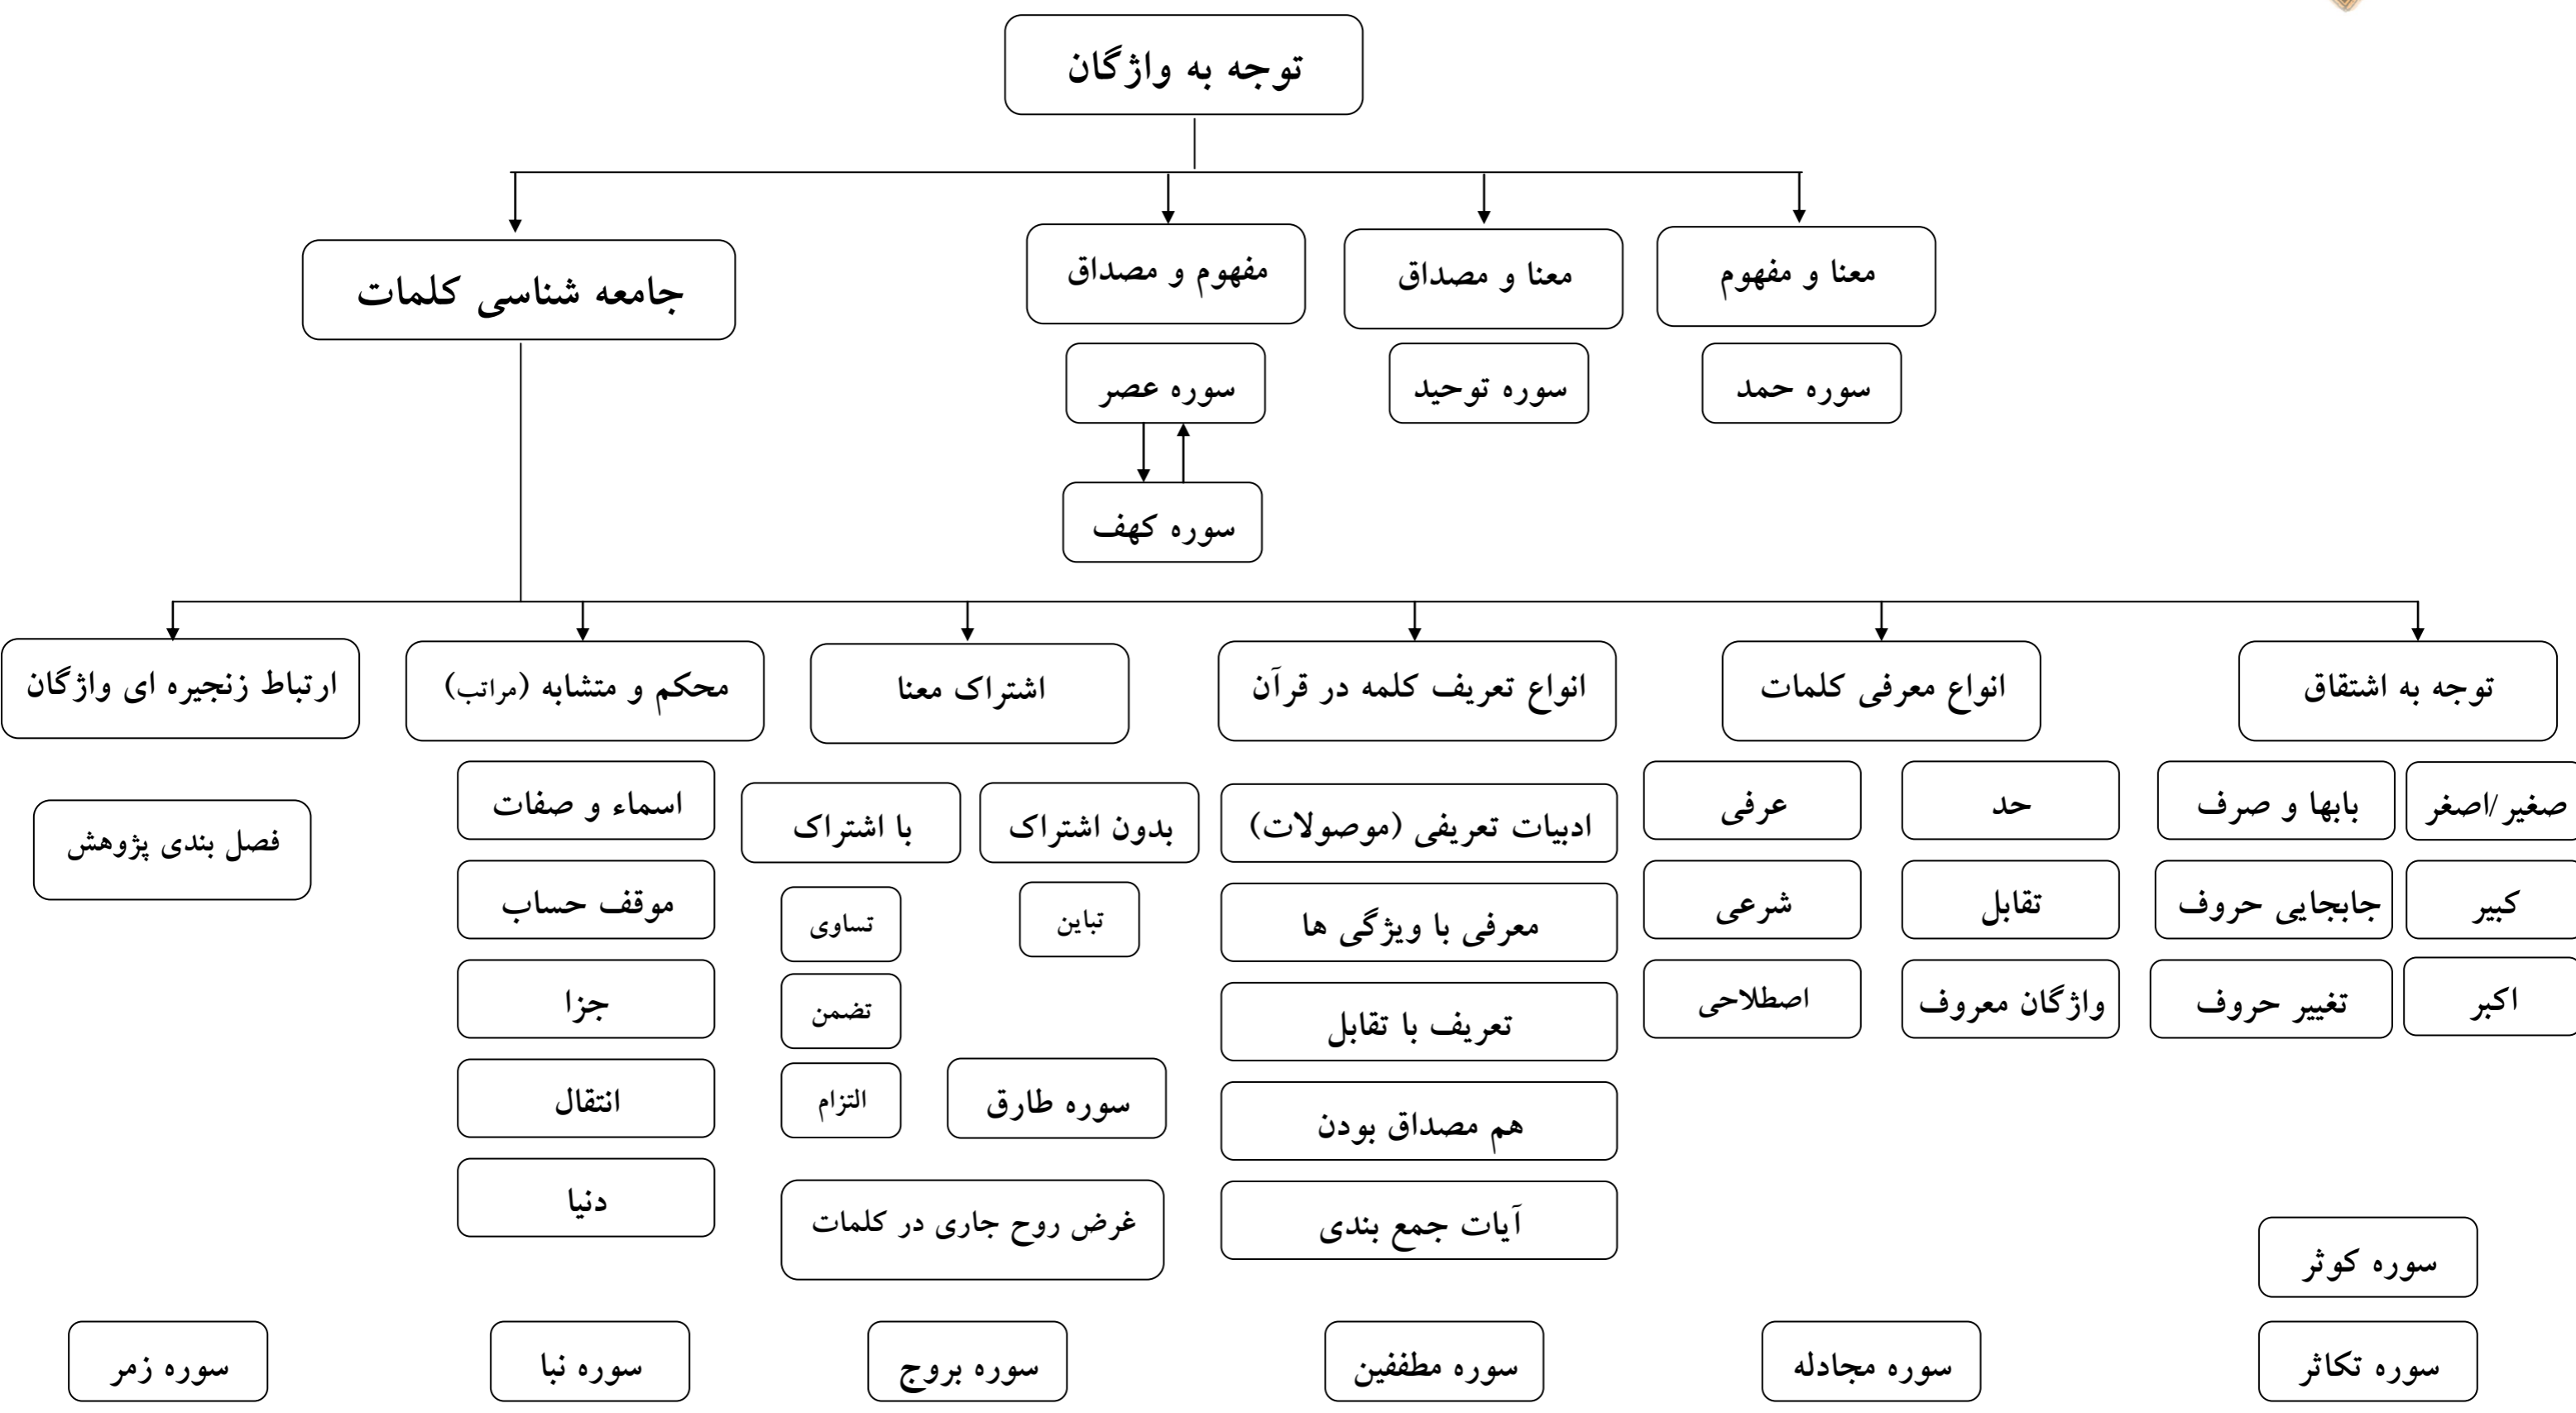 توجه به واژگان
معنا و مفهوم
معنا و مصداق
مفهوم و مصداق
جامعه شناسی کلمات
سوره حمد
سوره توحید
سوره عصر
سوره کهف
توجه به اشتقاق
انواع معرفی کلمات
انواع تعریف کلمه در قرآن
اشتراک معنا
محکم و متشابه (مراتب)
ارتباط زنجیره ای واژگان
صغیر/اصغر
بابها و صرف
کبیر
جابجایی حروف
اکبر
تغییر حروف
سوره کوثر
سوره تکاثر
حد
عرفی
تقابل
شرعی
واژگان معروف
اصطلاحی
سوره مجادله
ادبیات تعریفی (موصولات)
معرفی با ویژگی ها
تعریف با تقابل
هم مصداق بودن
آیات جمع بندی
سوره مطففین
بدون اشتراک
با اشتراک
تباین
تساوی
تضمن
التزام
سوره طارق
غرض روح جاری در کلمات
سوره بروج
اسماء و صفات
موقف حساب
جزا
انتقال
دنیا
سوره نبا
فصل بندی پژوهش
سوره زمر